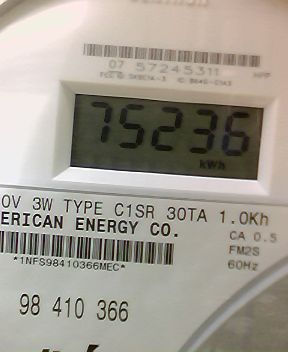 07 57245311 HPP
75236
kWh
0V 3W TYPE C1SR 30TA 1.0Kh
ERICAN ENERGY CO.
CA 0.5
FM2S
60Hz
*1NFS98410366MEC*
98 410 366